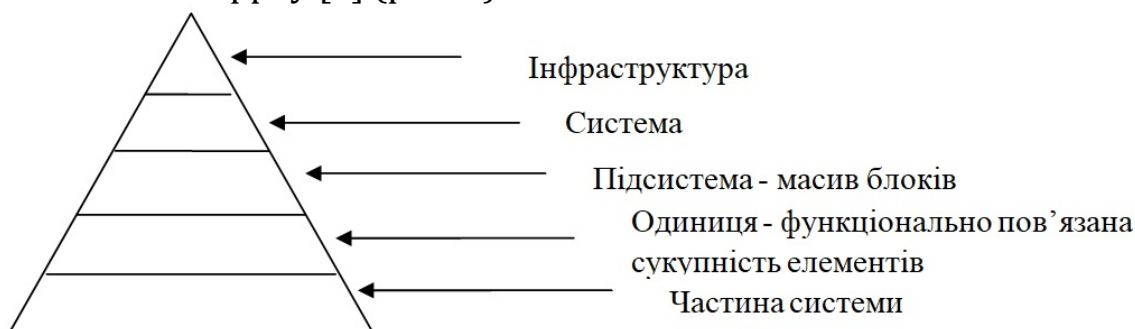 Інфраструктура
Система
Підсистема - масив блоків
Одиниця - функціонально пов’язана
сукупність елементів
Частина системи